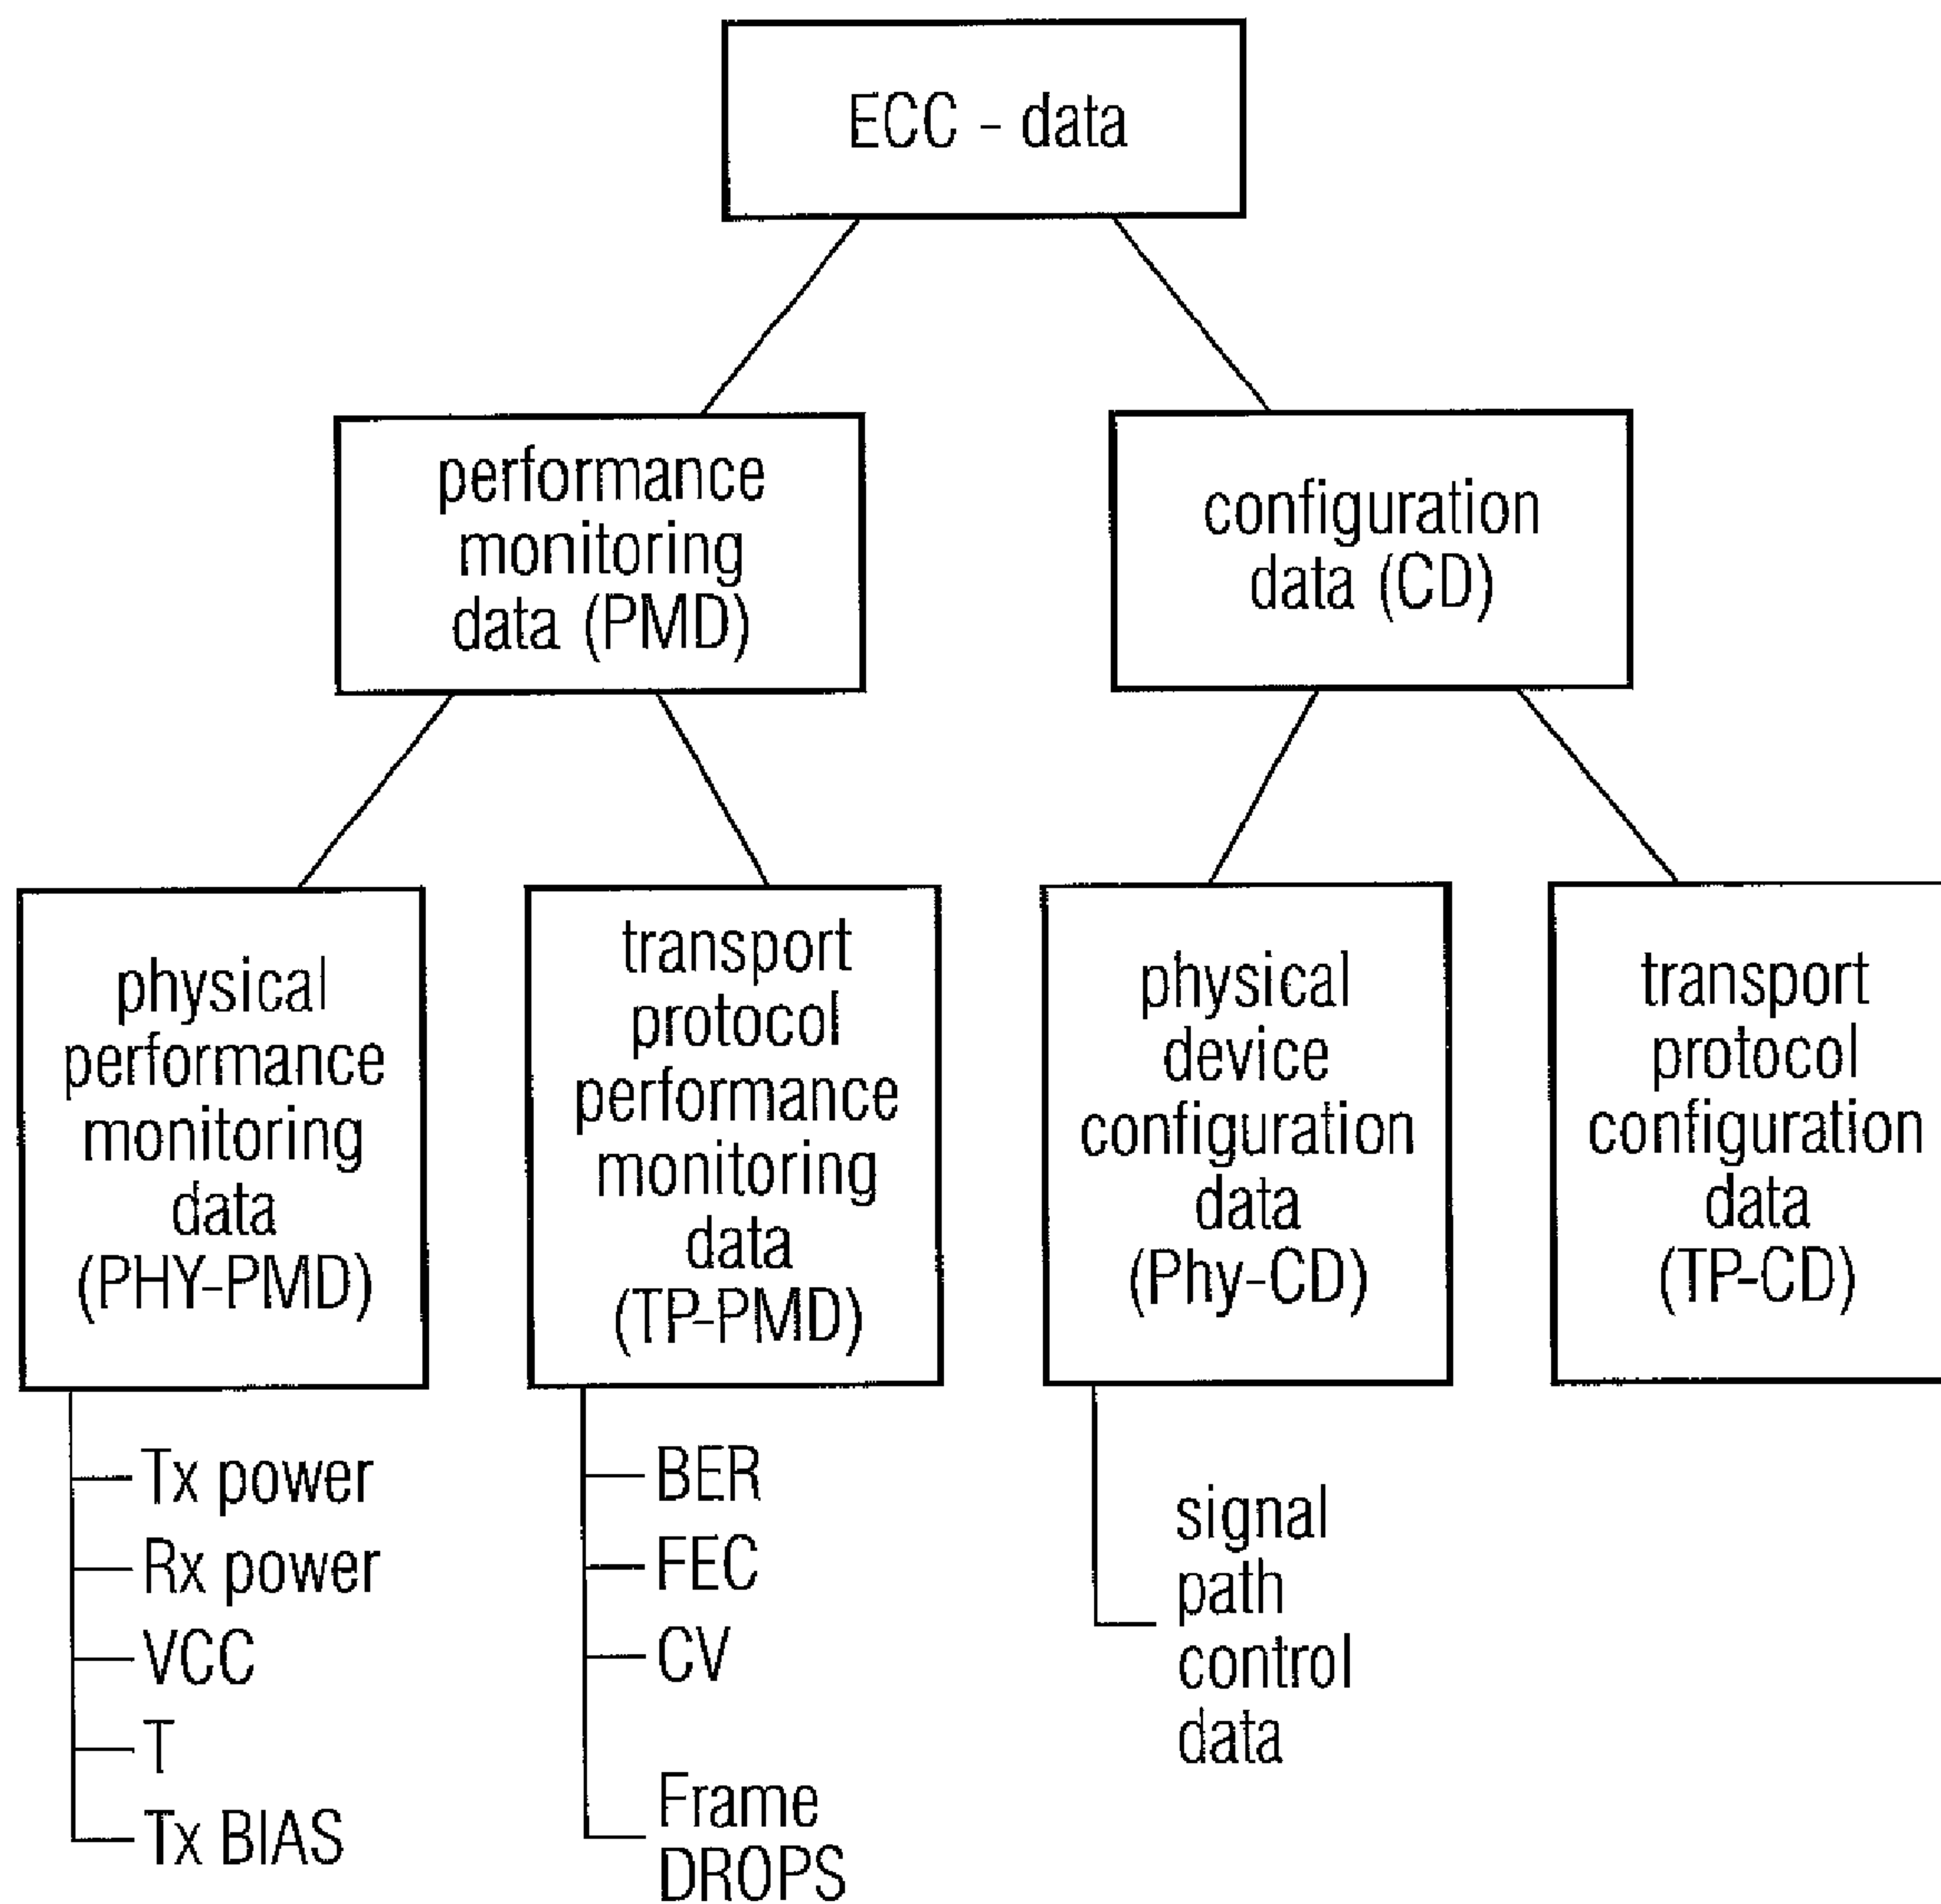 ECC - data
performance
monitoring
data (PMD)
configuration
data (CD)
physical
performance
monitoring
data
(PHY-PMD)
transport
protocol
performance
monitoring
data
(TP-PMD)
physical
device
configuration
data
(Phy-CD)
transport
protocol
configuration
data
(TP-CD)
Tx power
Rx power
VCC
T
Tx BIAS
BER
FEC
CV
Frame
DROPS
signal
path
control
data